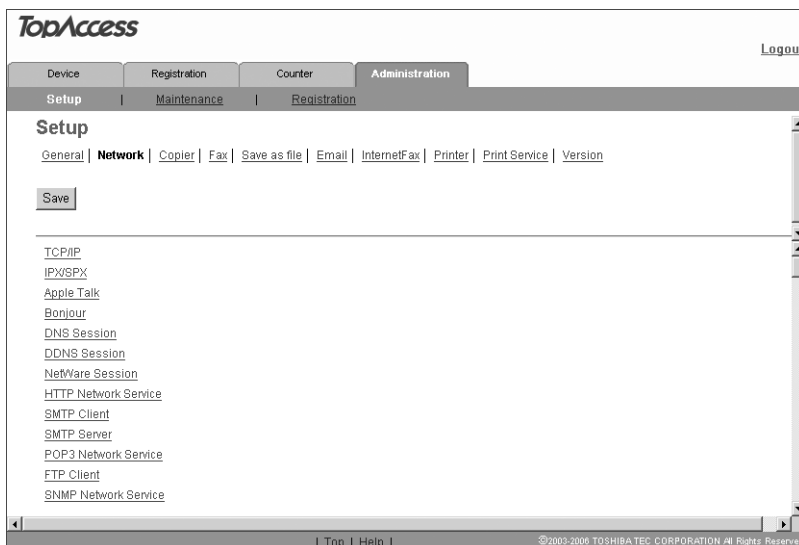 TopAccess
Logou
Device Registration Counter Administration
Setup | Maintenance | Registration
Setup
General | Network | Copier | Fax | Save as file | Email | InternetFax | Printer | Print Service | Version
Save
TCP/IP
IPX/SPX
Apple Talk
Bonjour
DNS Session
DDNS Session
NetWare Session
HTTP Network Service
SMTP Client
SMTP Server
POP3 Network Service
FTP Client
SNMP Network Service
| Top | Help | ©2003-2006 TOSHIBA TEC CORPORATION All Rights Reserve